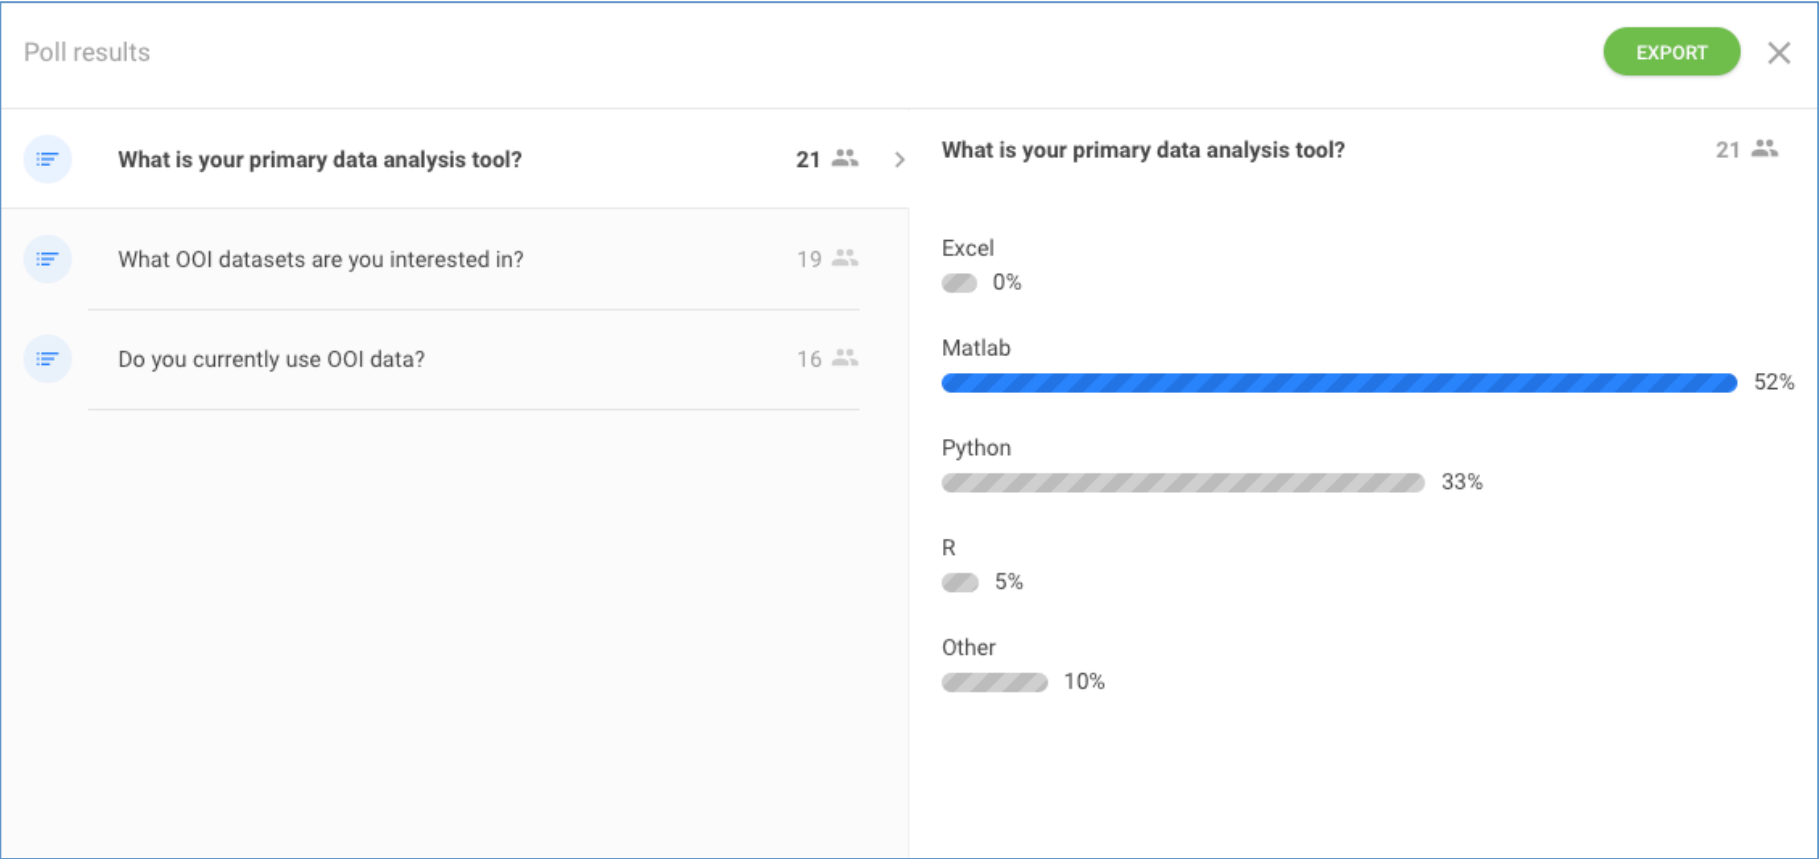 Poll results
EXPORT
What is your primary data analysis tool? 21
What OOI datasets are you interested in? 19
Do you currently use OOI data? 16
What is your primary data analysis tool? 21
Excel
0%
Matlab
52%
Python
33%
R
5%
Other
10%